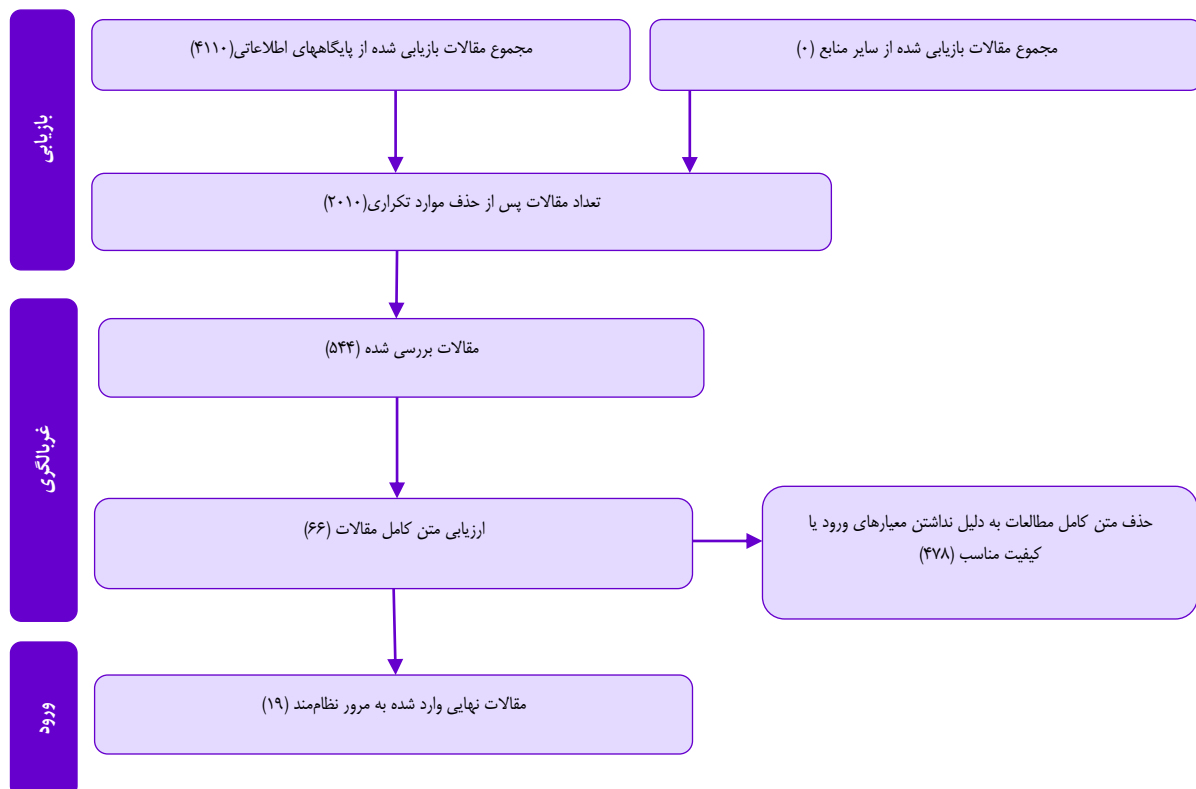 بازیابی
مجموع مقالات بازیابی شده از سایر منابع (۰)
مجموع مقالات بازیابی شده از پایگاههای اطلاعاتی(۴۱۱۰)
تعداد مقالات پس از حذف موارد تکراری(۲۰۱۰)
غربالگری
مقالات بررسی شده (۵۴۴)
ارزیابی متن کامل مقالات (۶۶)
حذف متن کامل مطالعات به دلیل نداشتن معیارهای ورود یا
کیفیت مناسب (۴۷۸)
ورود
مقالات نهایی وارد شده به مرور نظام‌مند (۱۹)